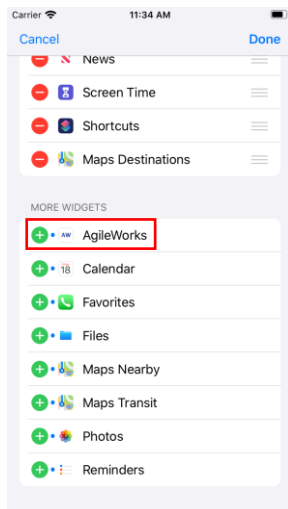 Carrier 11:34 AM
Cancel Done
News
Screen Time
Shortcuts
Maps Destinations
MORE WIDGETS
AW AgileWorks
18 Calendar
Favorites
Files
Maps Nearby
Maps Transit
Photos
Reminders